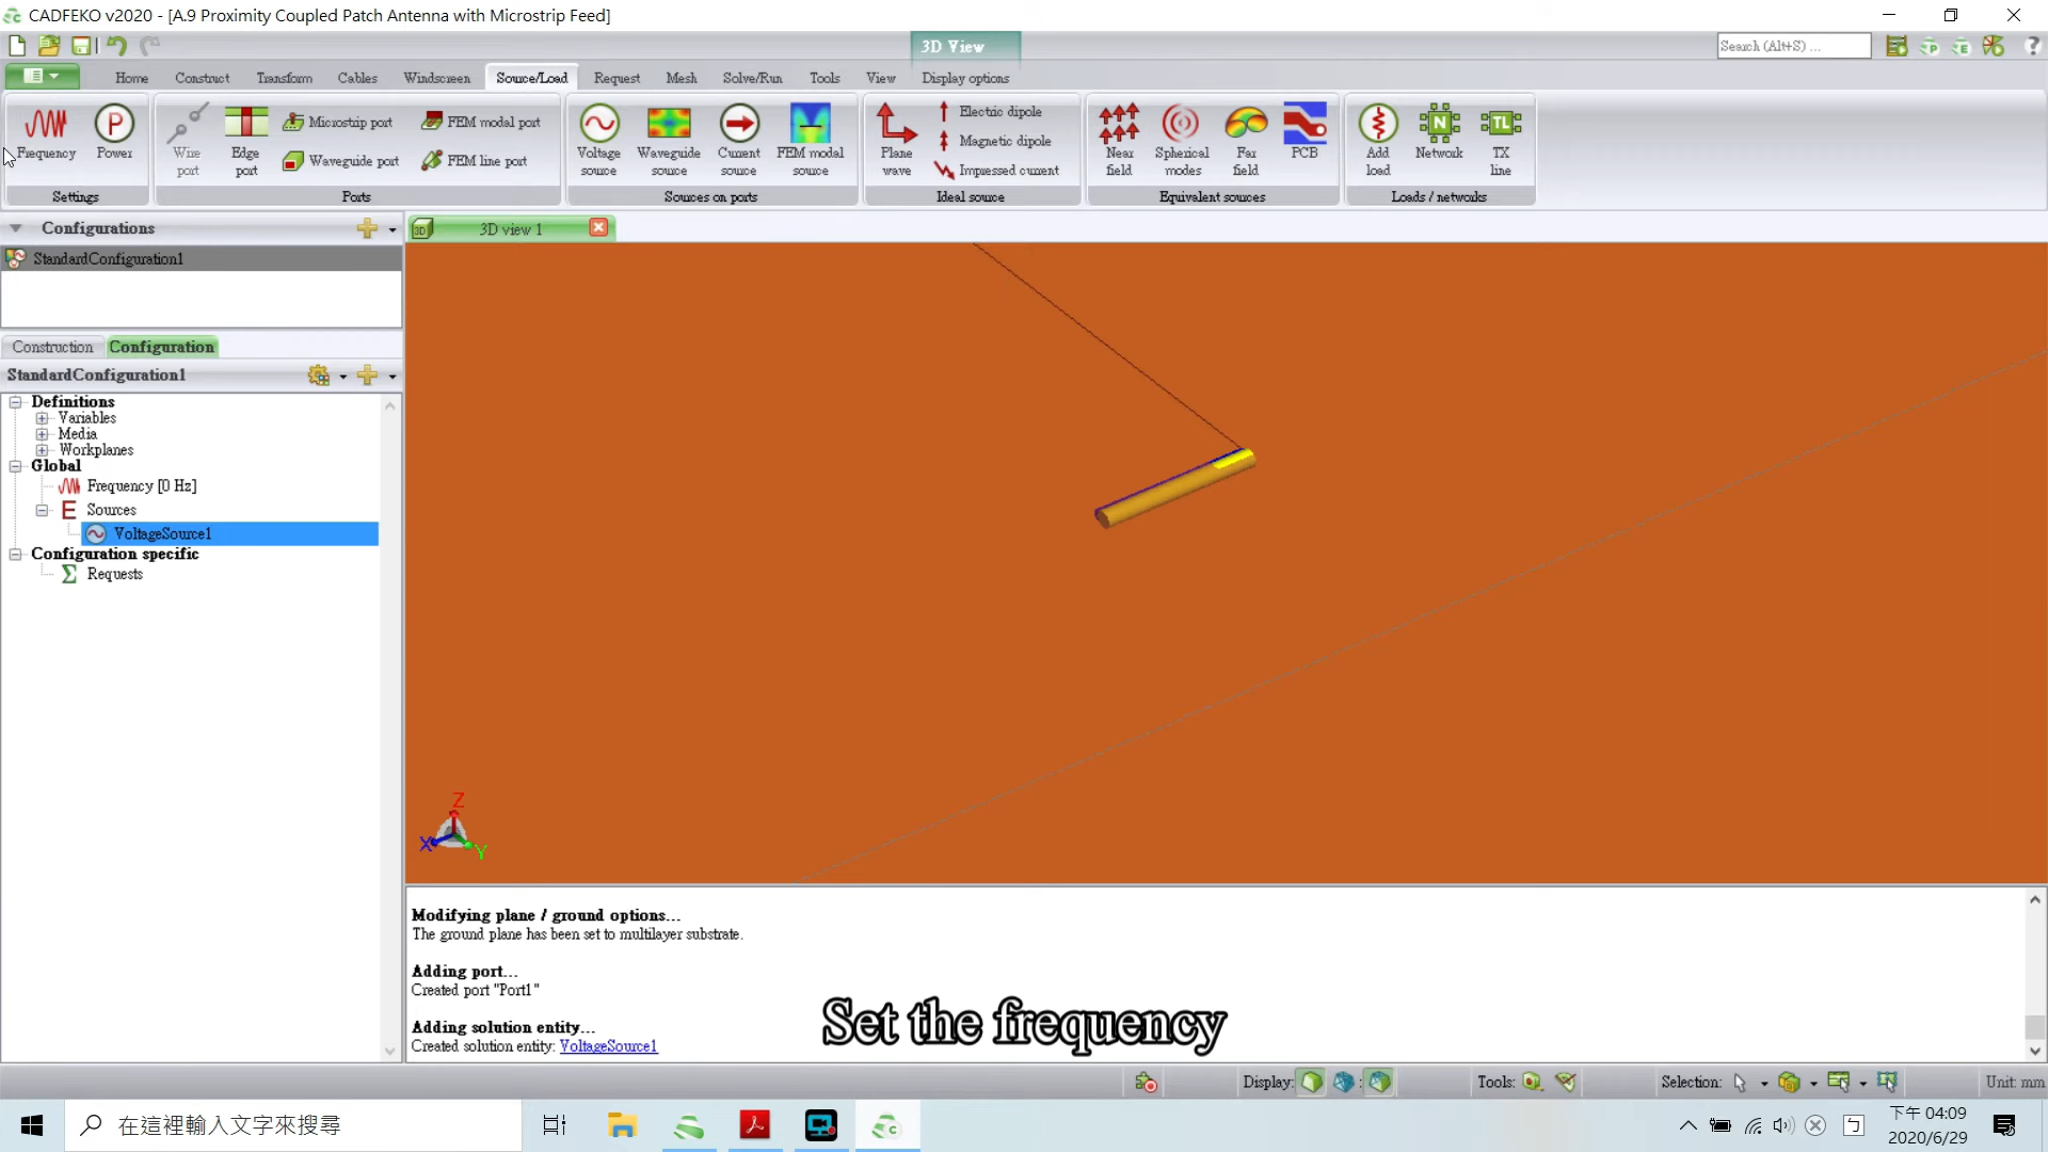 CADFEKO v2020 - [A.9 Proximity Coupled Patch Antenna with Microstrip Feed]
3D View
Search (Alt+S) ...
Home
Construct
Transform
Cables
Windscreen
Source/Load
Request
Mesh
Solve/Run
Tools
View
Display options
Frequency
Power
Settings
Wire port
Edge port
Microstrip port
Waveguide port
FEM modal port
FEM line port
Ports
Voltage source
Waveguide source
Current source
FEM modal source
Sources on ports
Plane wave
Electric dipole
Magnetic dipole
Impressed current
Ideal source
Near field
Spherical modes
Far field
PCB
Equivalent sources
Add load
Network
TX line
Loads / networks
Configurations
StandardConfiguration1
Construction
Configuration
StandardConfiguration1
Definitions
Variables
Media
Workplanes
Global
Frequency [0 Hz]
Sources
VoltageSource1
Configuration specific
Requests
3D view 1
Z
X
Y
Modifying plane / ground options...
The ground plane has been set to multilayer substrate.
Adding port...
Created port "Port1"
Adding solution entity...
Created solution entity: VoltageSource1
Set the frequency
Display:
Tools:
Selection:
Unit: mm
在這裡輸入文字來搜尋
下午 04:09
2020/6/29